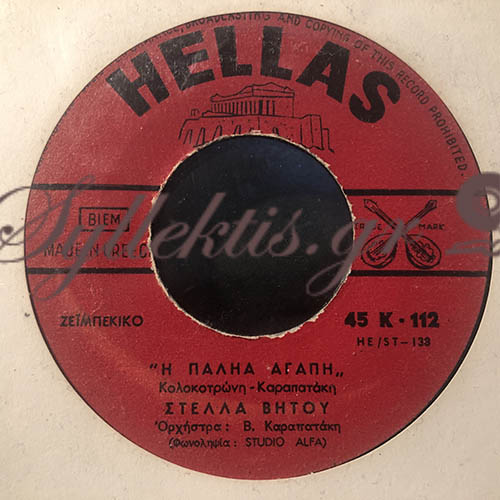 BROADCASTING AND COPYING OF THIS RECORD PROHIBITED.
HELLAS
BIEM
MADE IN GREECE
MARK
Syllektis.gr
ΖΕΪΜΠΕΚΙΚΟ
45 K - 112
HE/ST-138
"Η ΠΑΛΗΑ ΑΓΑΠΗ„
Κολοκοτρώνη - Καραπατάκη
ΣΤΕΛΛΑ ΒΗΤΟΥ
Ὀρχήστρα : Β. Καραπατάκη
(Φωνοληψία : STUDIO ALFA)